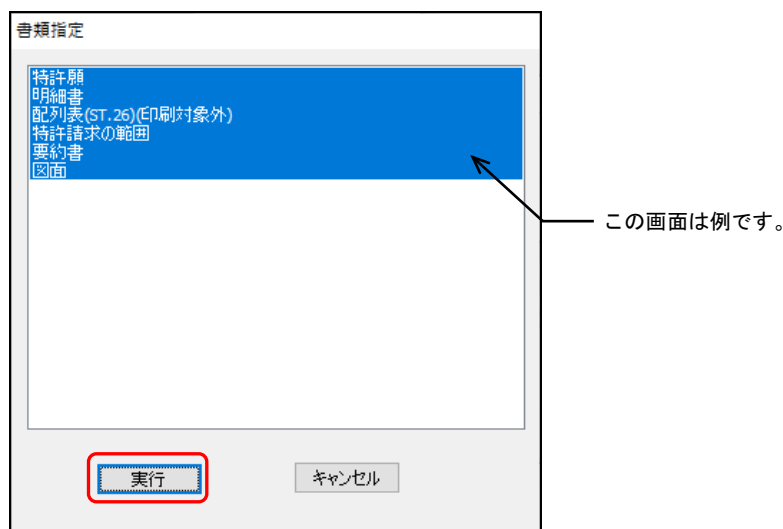 書類指定
特許願
明細書
配列表(ST.26)(印刷対象外)
特許請求の範囲
要約書
図面
この画面は例です。
実行
キャンセル